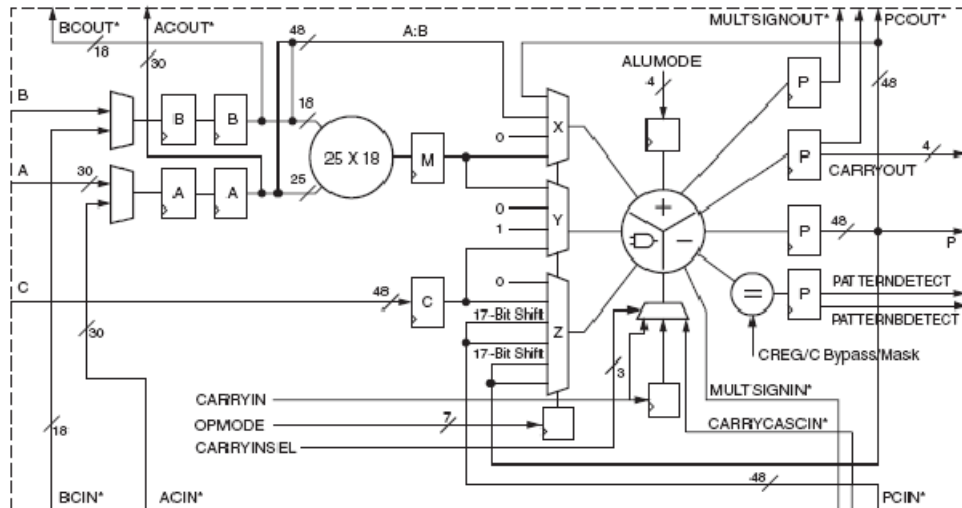 BCOUT* ACOUT* MULTSIGNOUT* PCOUT*
18 30 48 A:B ALUMODE 48
4
B B B 18 X P
0
25 X 18 M P 4
CARRYOUT
A 30 A A 25
0 Y + -
1 48 P
P
C 48 C 0 = P PATTERNDETECT
17-Bit Shift Z PATTERNBDETECT
30 17-Bit Shift
CREG/C Bypass/Mask
3
CARRYIN MULTSIGNIN*
18 OPMODE 7 CARRYCASCIN*
CARRYINSEL
48
BCIN* ACIN* PCIN*